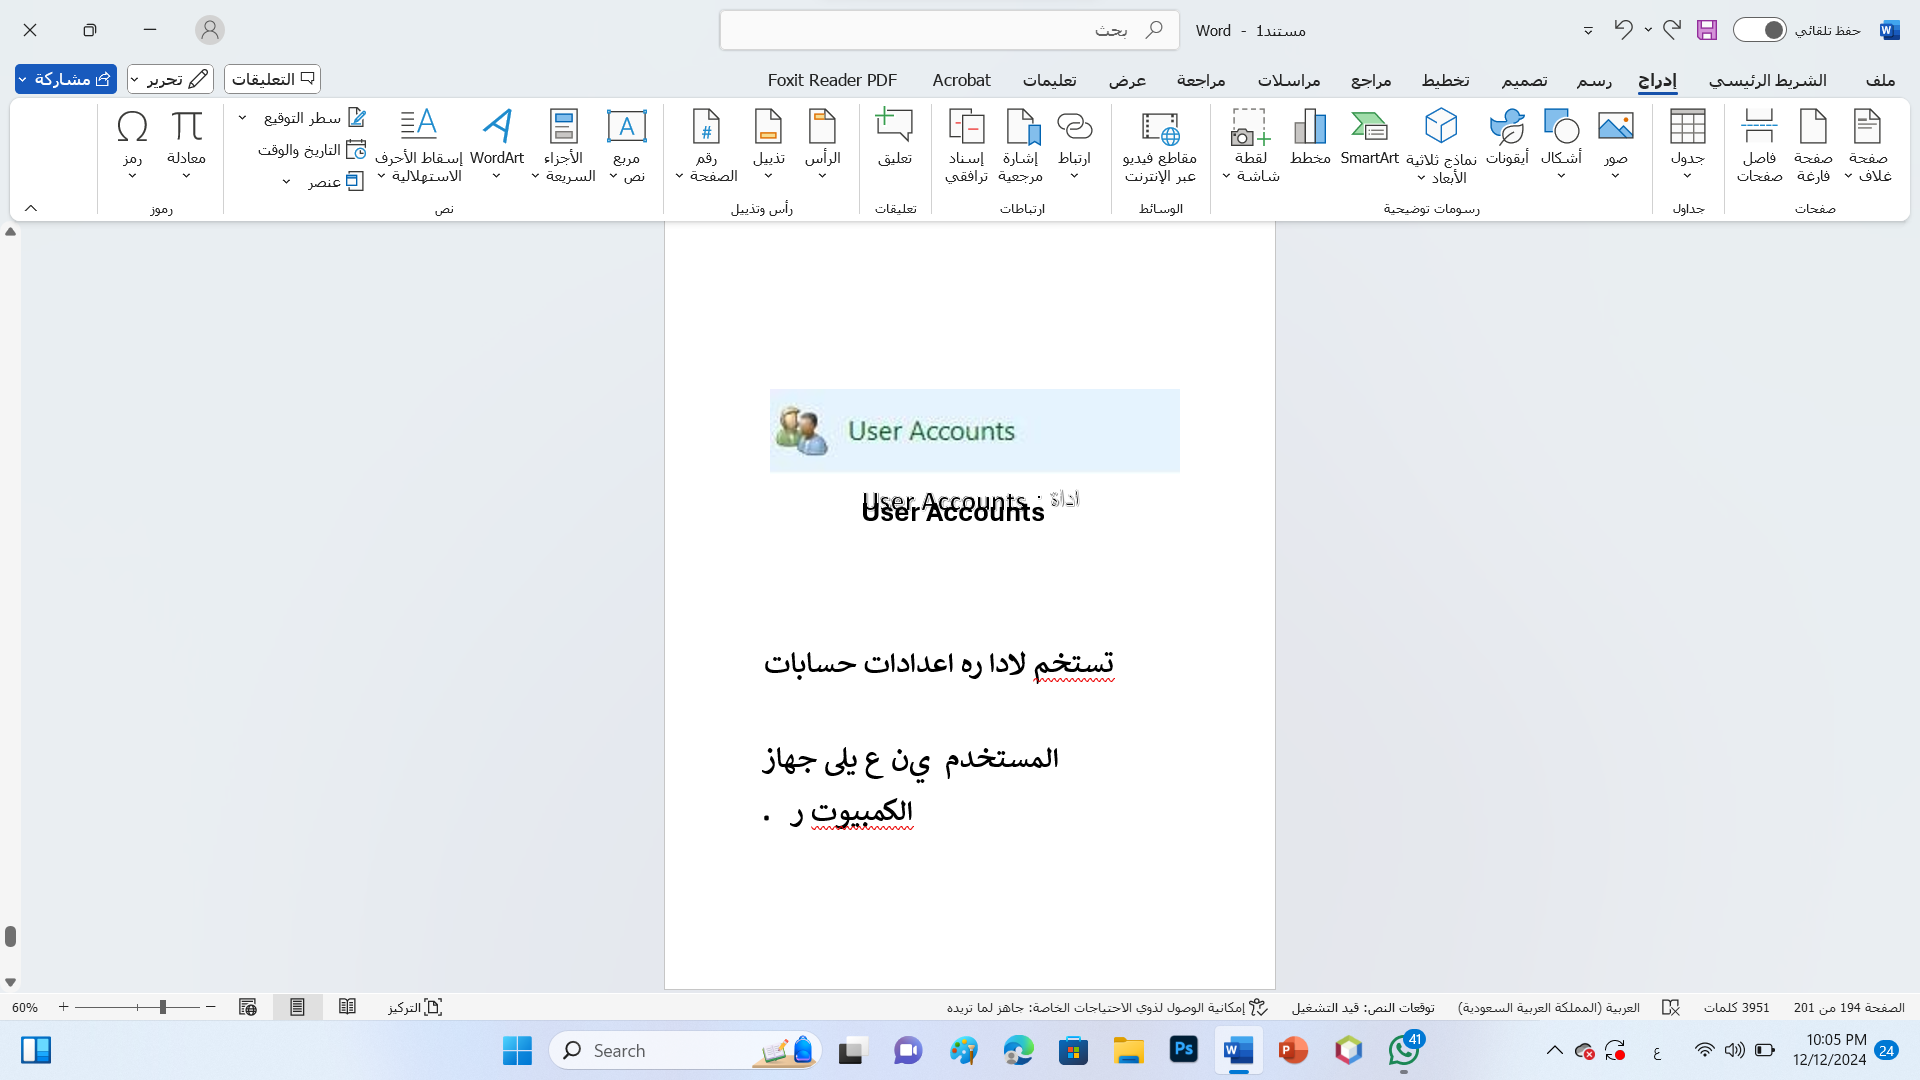 حفظ تلقائي
مستند1 - Word
بحث
ملف
الشريط الرئيسي
إدراج
رسم
تصميم
تخطيط
مراجع
مراسلات
مراجعة
عرض
تعليمات
Acrobat
Foxit Reader PDF
التعليقات
تحرير
مشاركة
صفحة غلاف
صفحة فارغة
فاصل صفحات
جدول
صور
أشكال
أيقونات
نماذج ثلاثية الأبعاد
SmartArt
مخطط
لقطة شاشة
مقاطع فيديو عبر الإنترنت
ارتباط
إشارة مرجعية
إسناد ترافقي
تعليق
الرأس
تذييل
رقم الصفحة
مربع نص
الأجزاء السريعة
WordArt
إسقاط الأحرف الاستهلالية
سطر التوقيع
التاريخ والوقت
عنصر
معادلة
رمز
صفحات
جداول
رسومات توضيحية
الوسائط
ارتباطات
تعليقات
رأس وتذييل
نص
رموز
User Accounts
اداة : User Accounts
User Accounts
تستخم لادا ره اعدادات حسابات
المستخدم ين ع يلى جهاز
الكمبيوت ر .
الصفحة 194 من 201
3951 كلمات
العربية (المملكة العربية السعودية)
توقعات النص: قيد التشغيل
إمكانية الوصول لذوي الاحتياجات الخاصة: جاهز لما تريده
التركيز
60%
Search
Ps
W
P
41
ع
10:05 PM
12/12/2024
24